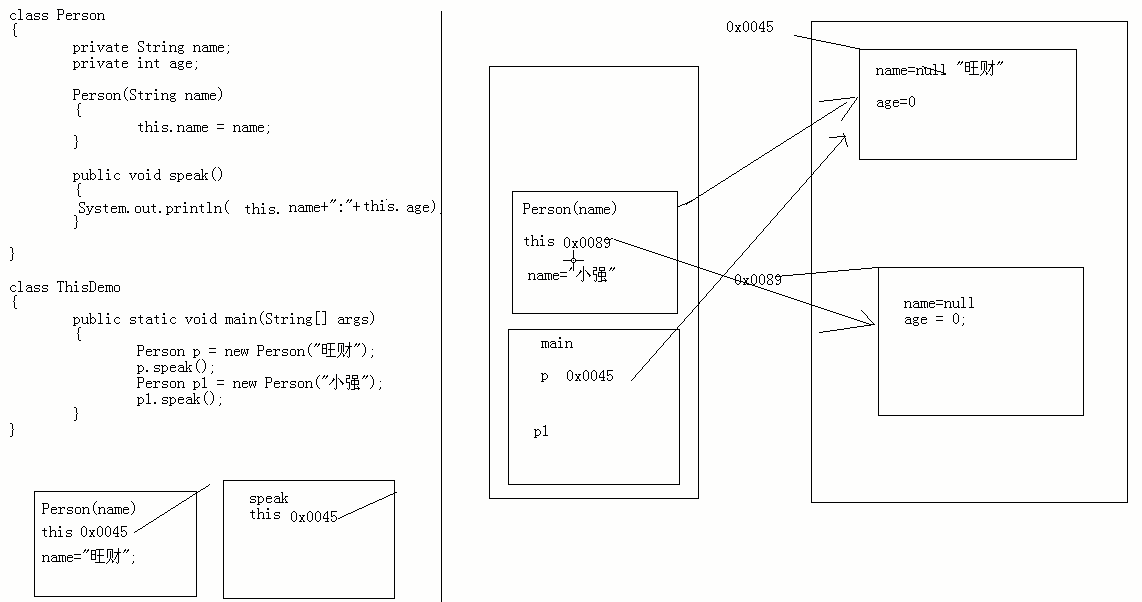 class Person
{
private String name;
private int age;
Person(String name)
{
this.name = name;
}
public void speak()
{
System.out.println( this. name+":"+this. age)
}
}
class ThisDemo
{
public static void main(String[] args)
{
Person p = new Person("旺财");
p.speak();
Person p1 = new Person("小强");
p1.speak();
}
}
Person(name)
this 0x0045
name="旺财";
speak
this 0x0045
Person(name)
this 0x0089
name="小强"
main
p 0x0045
p1
0x0045
name=null "旺财"
age=0
0x0089
name=null
age = 0;